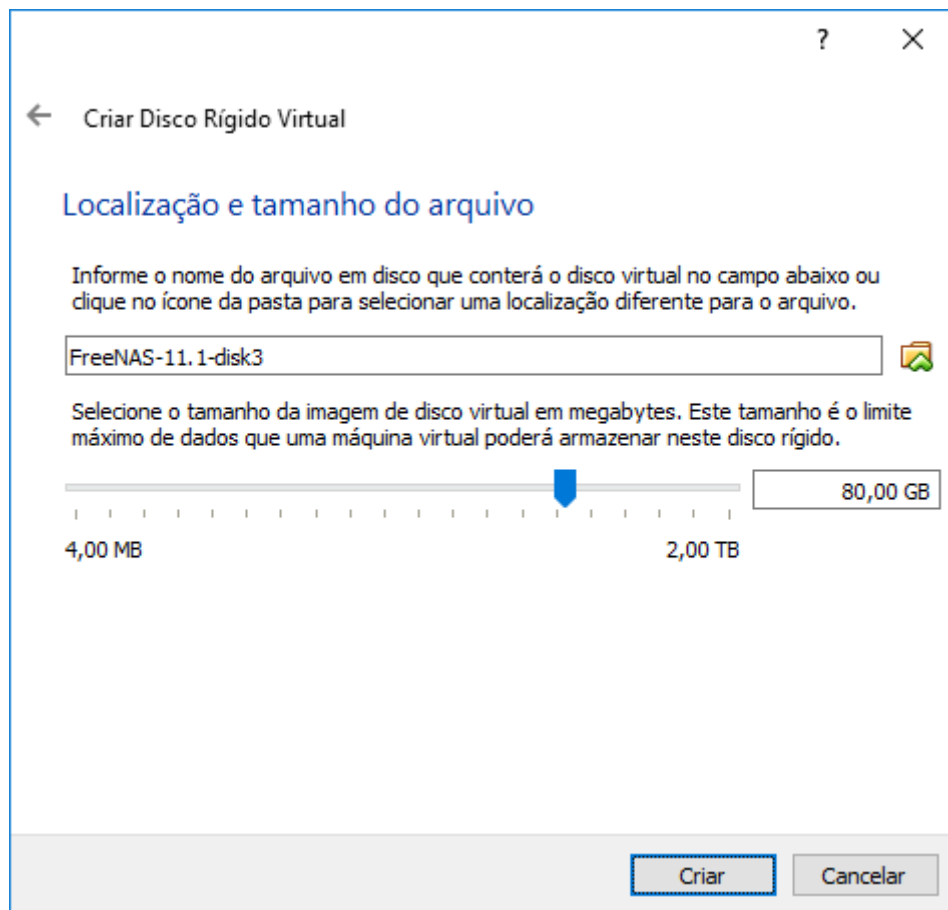 ?
Criar Disco Rígido Virtual
Localização e tamanho do arquivo
Informe o nome do arquivo em disco que conterá o disco virtual no campo abaixo ou
clique no ícone da pasta para selecionar uma localização diferente para o arquivo.
FreeNAS-11.1-disk3
Selecione o tamanho da imagem de disco virtual em megabytes. Este tamanho é o limite
máximo de dados que uma máquina virtual poderá armazenar neste disco rígido.
80,00 GB
4,00 MB
2,00 TB
Criar
Cancelar